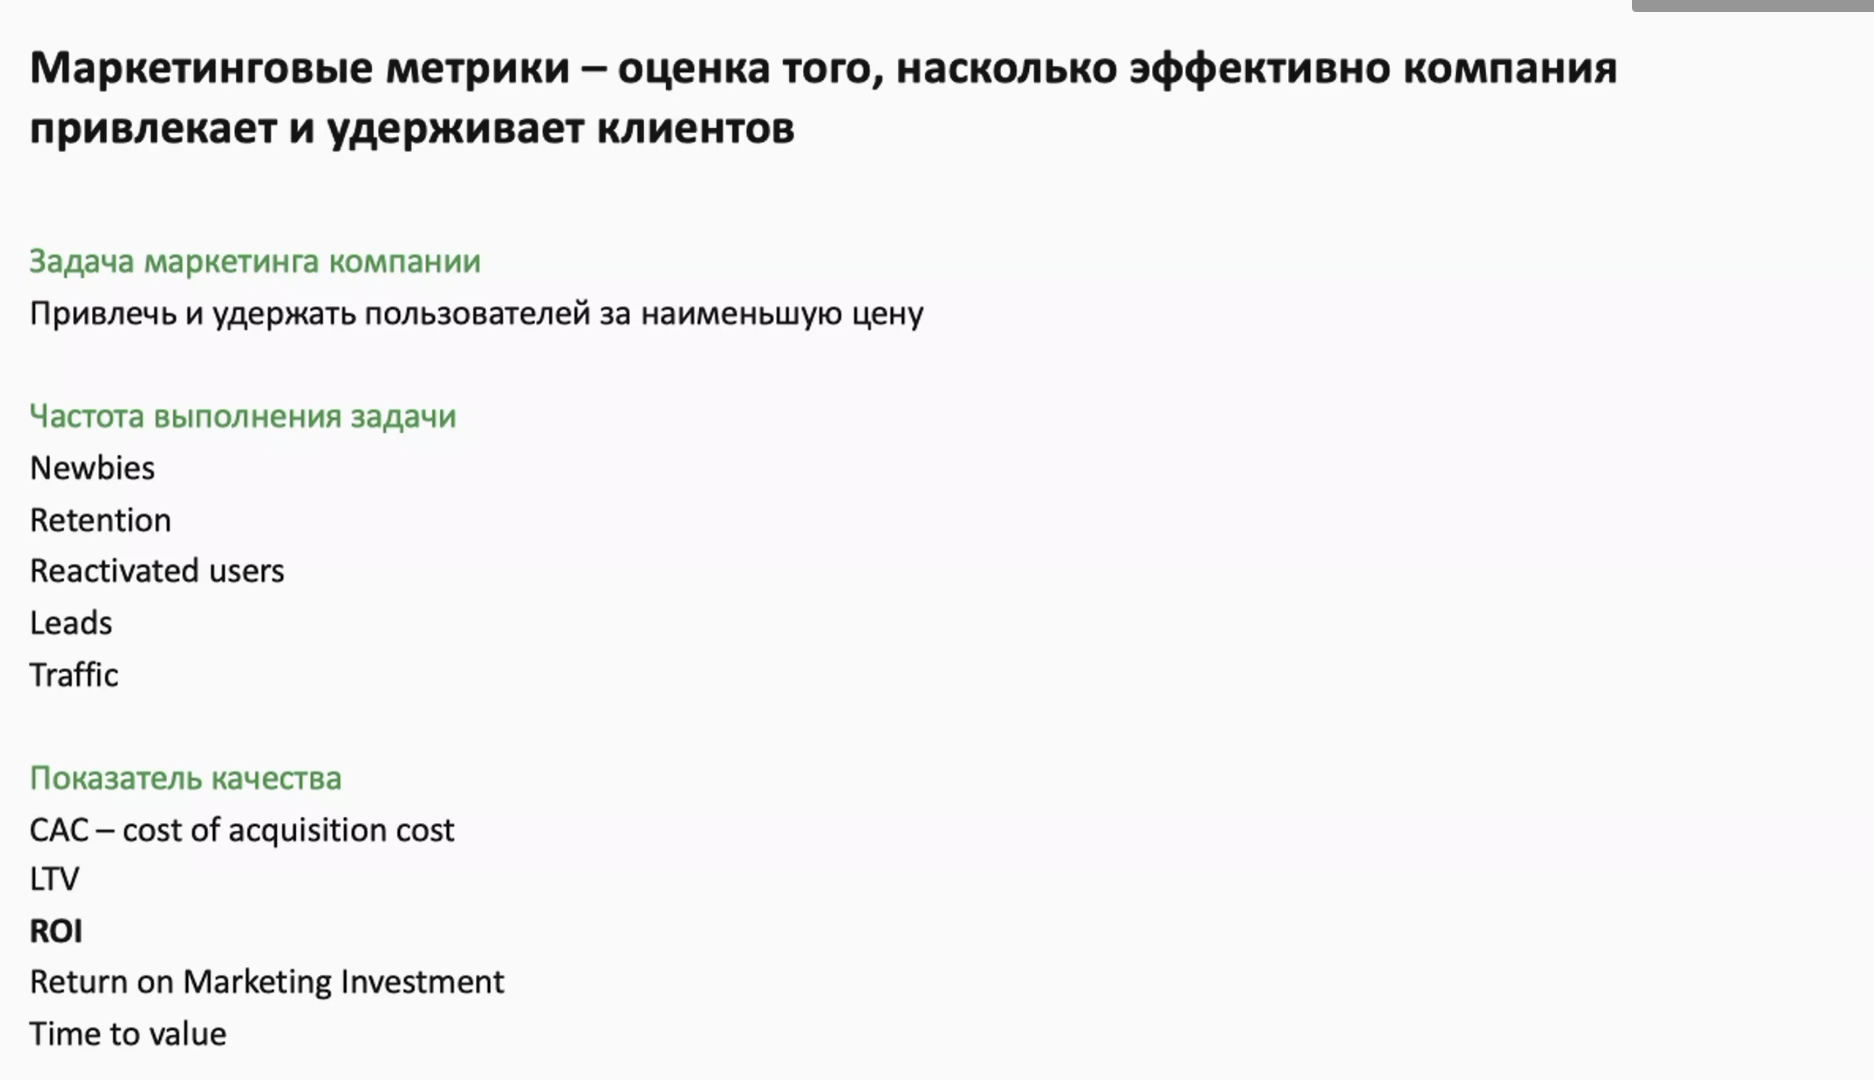 Маркетинговые метрики – оценка того, насколько эффективно компания
привлекает и удерживает клиентов
Задача маркетинга компании
Привлечь и удержать пользователей за наименьшую цену
Частота выполнения задачи
Newbies
Retention
Reactivated users
Leads
Traffic
Показатель качества
CAC – cost of acquisition cost
LTV
ROI
Return on Marketing Investment
Time to value